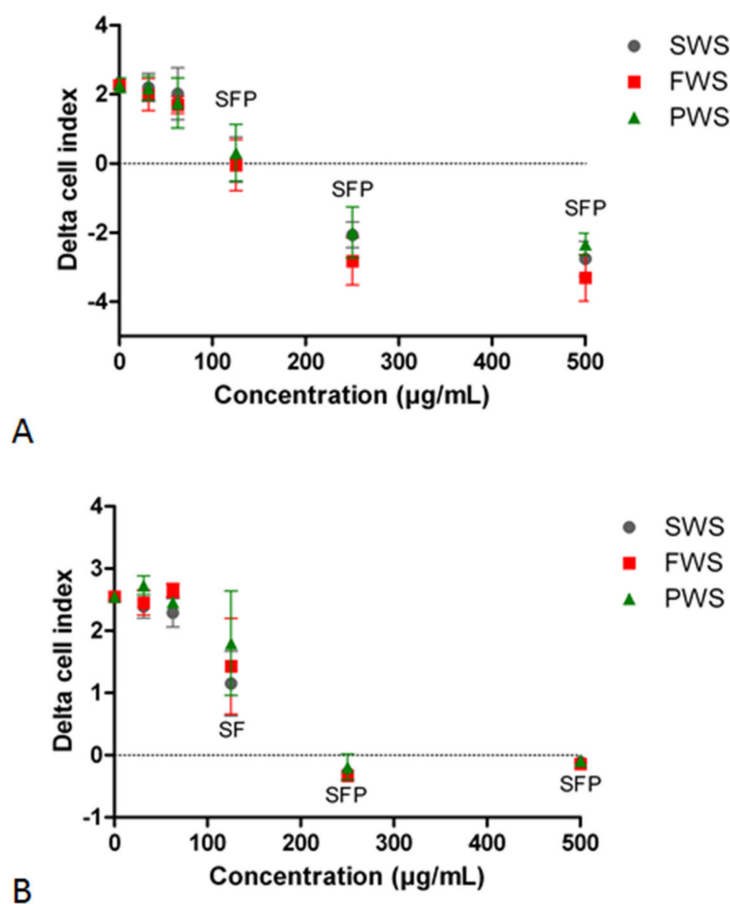 4
2
0
-2
-4
Delta cell index
SFP
SFP
SFP
SWS
FWS
PWS
0 100 200 300 400 500
Concentration (µg/mL)
A
4
3
2
1
0
-1
Delta cell index
SF
SFP
SFP
SWS
FWS
PWS
0 100 200 300 400 500
Concentration (µg/mL)
B